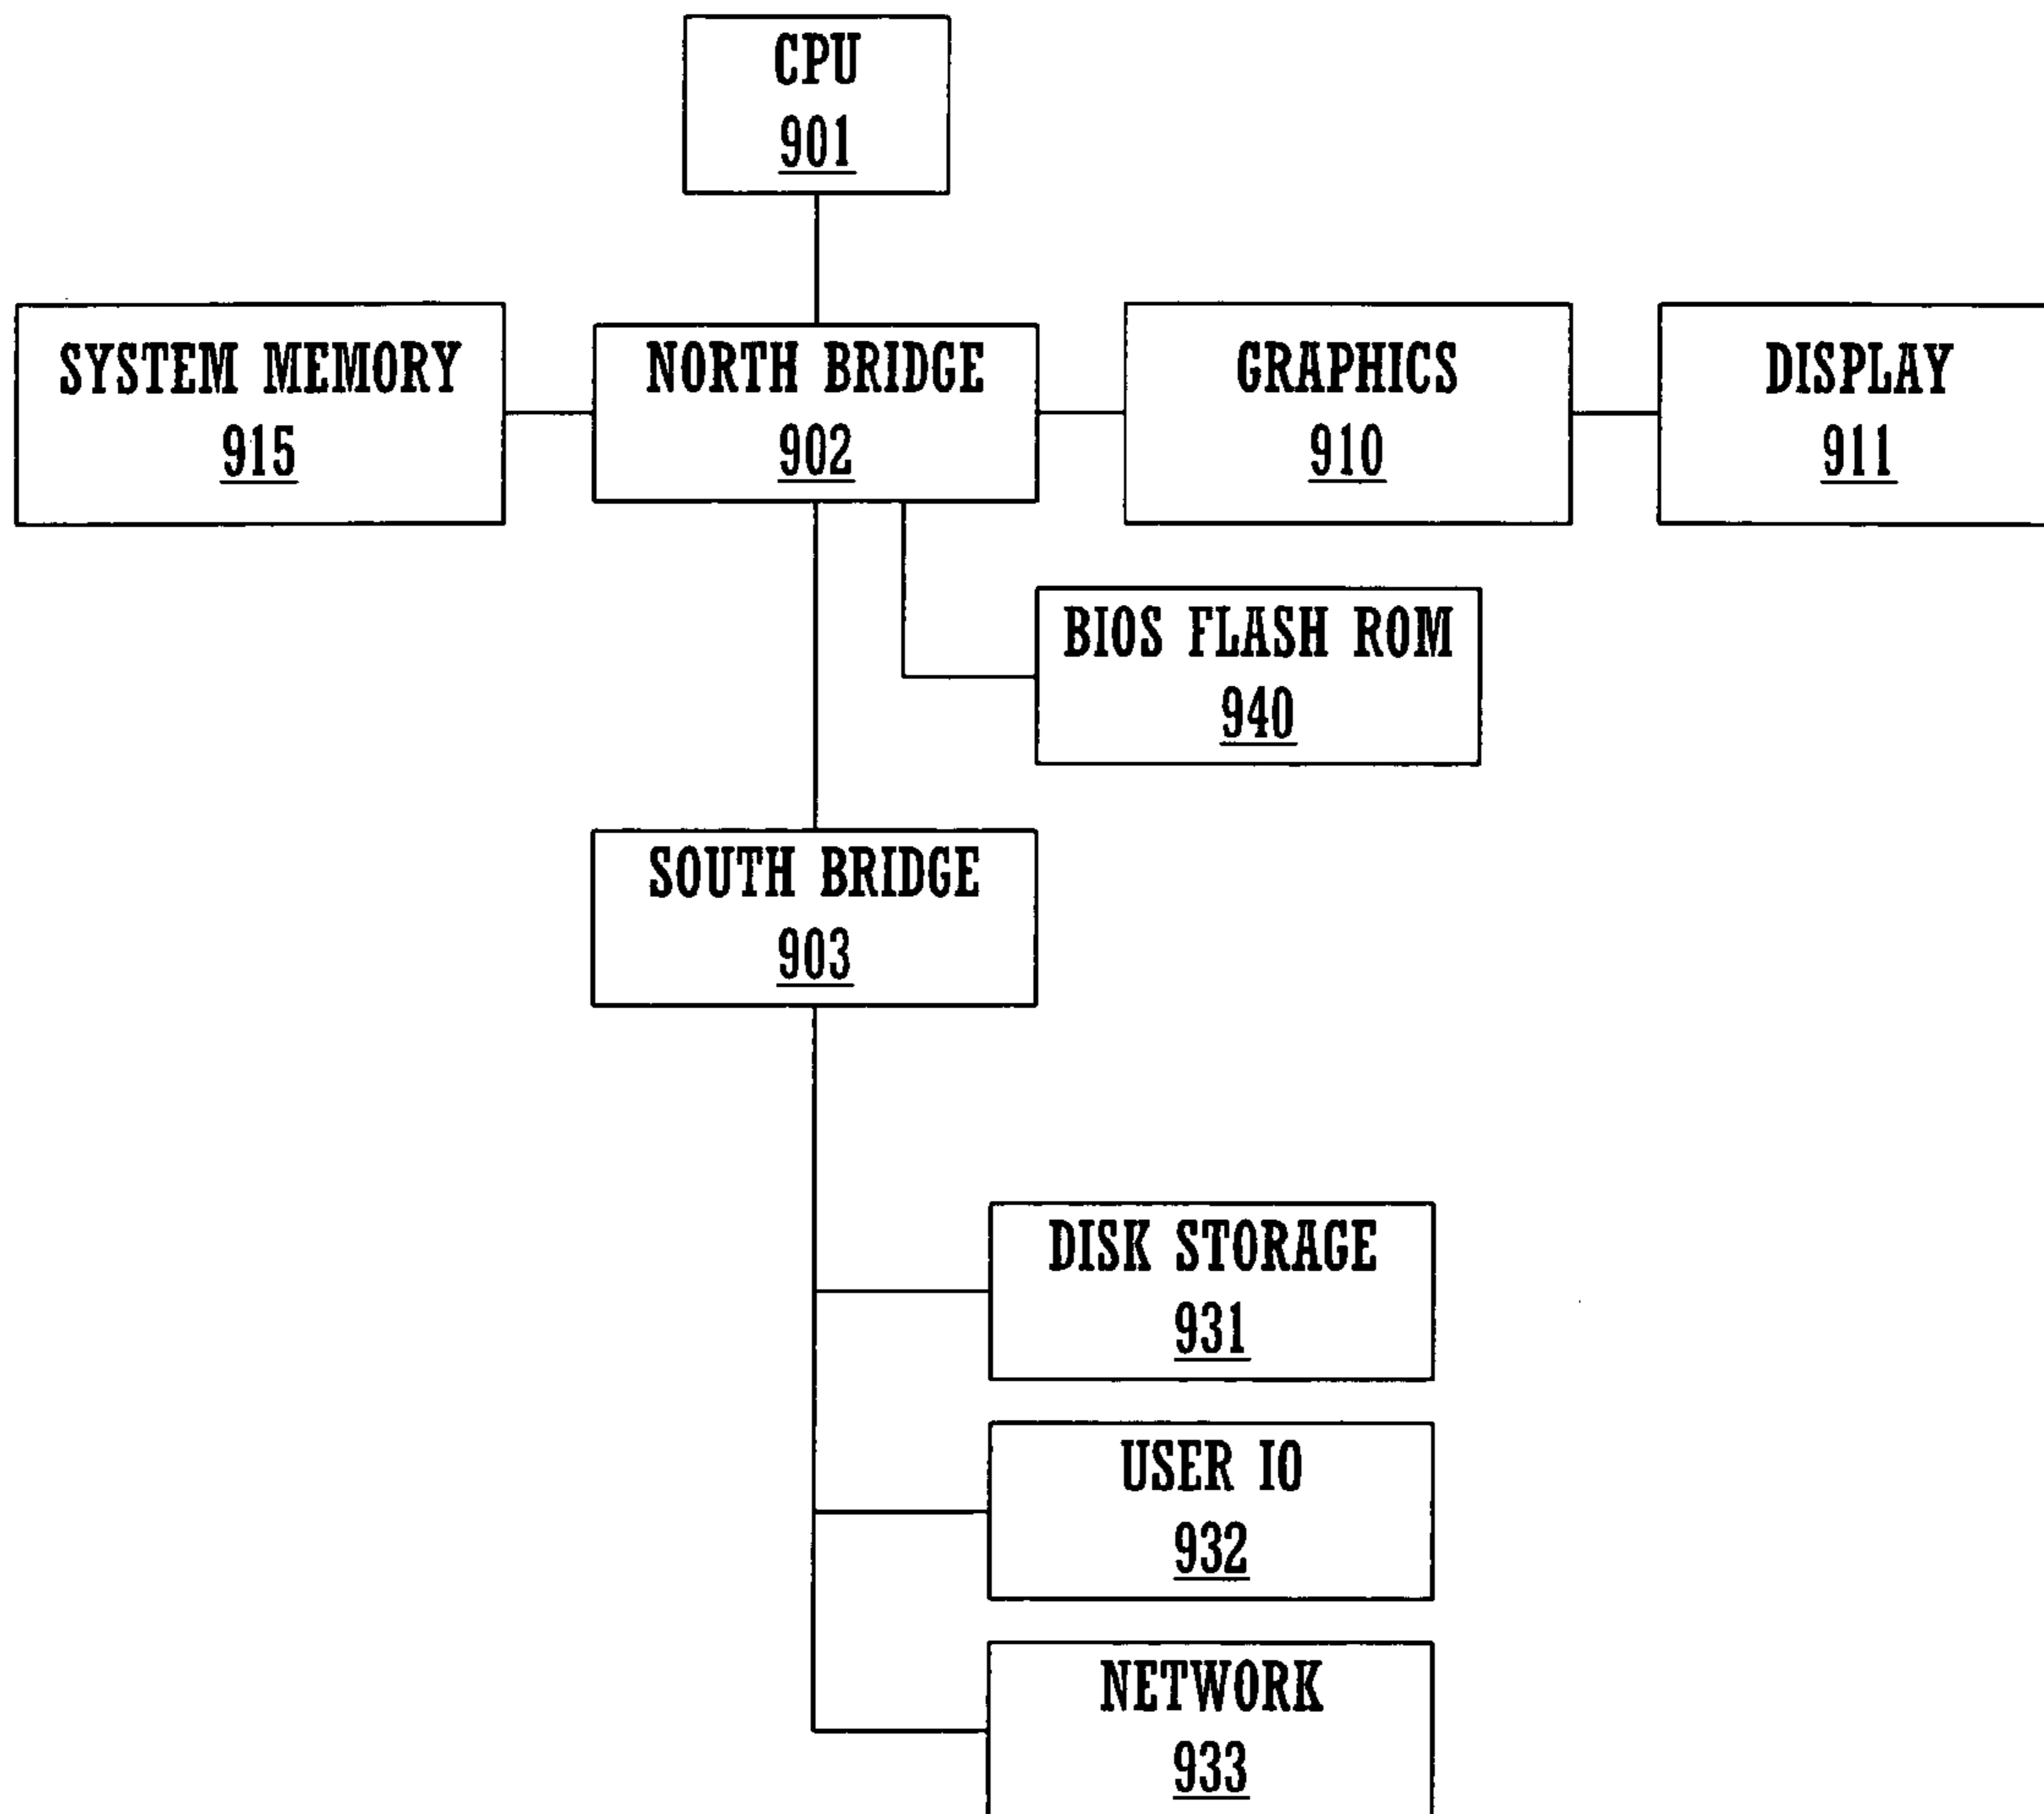 CPU
901
SYSTEM MEMORY
915
NORTH BRIDGE
902
GRAPHICS
910
DISPLAY
911
BIOS FLASH ROM
940
SOUTH BRIDGE
903
DISK STORAGE
931
USER IO
932
NETWORK
933